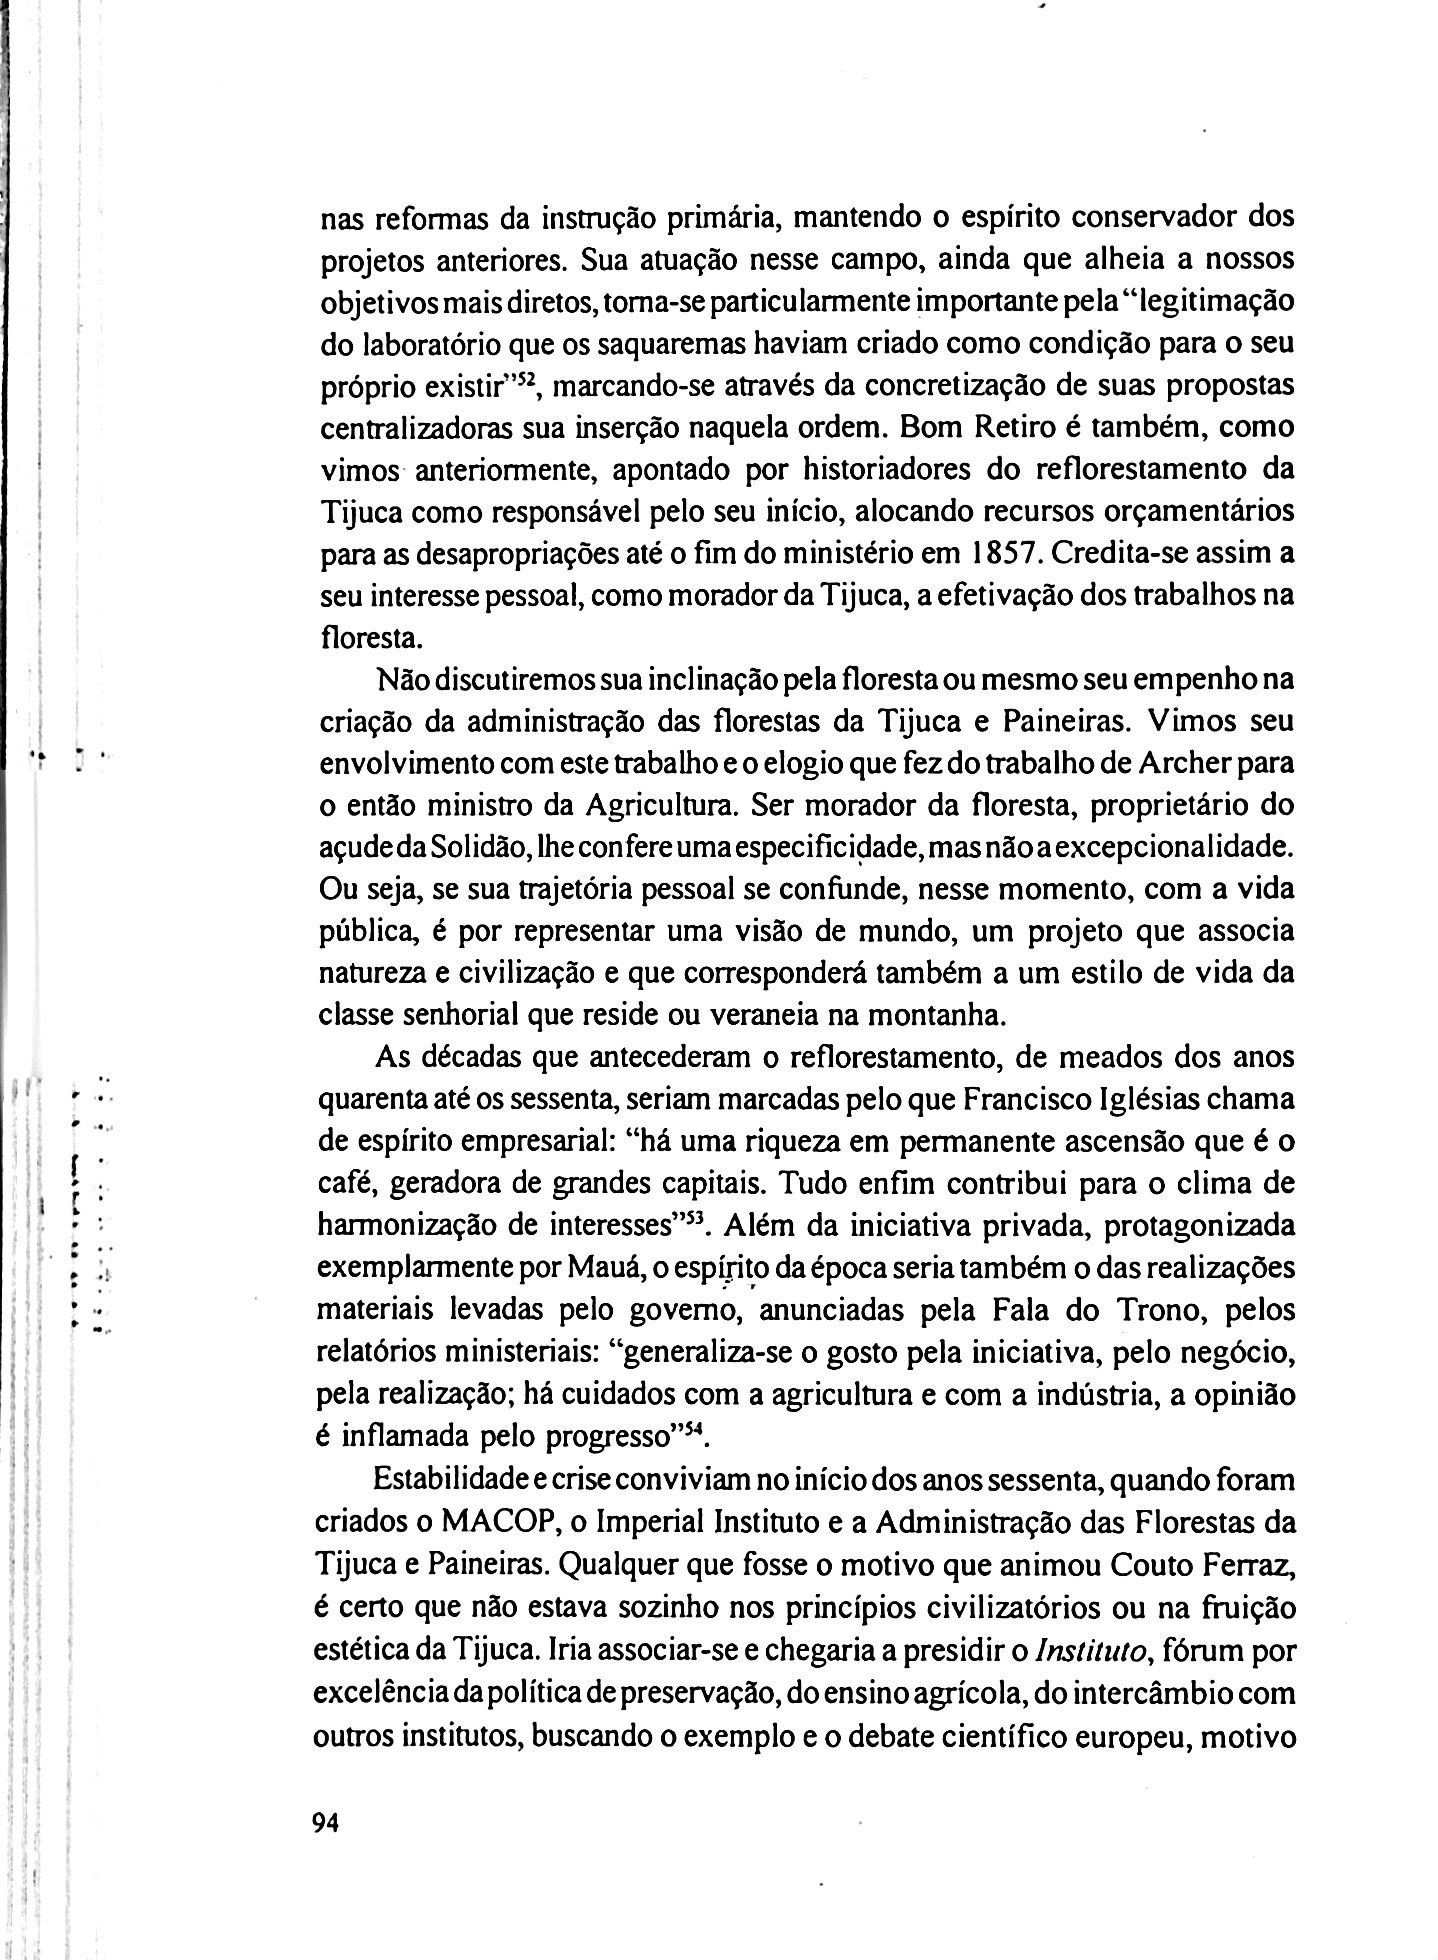 nas reformas da instrução primária, mantendo o espírito conservador dos
projetos anteriores. Sua atuação nesse campo, ainda que alheia a nossos
objetivos mais diretos, torna-se particularmente importante pela “legitimação
do laboratório que os saquaremas haviam criado como condição para o seu
próprio existir”⁵², marcando-se através da concretização de suas propostas
centralizadoras sua inserção naquela ordem. Bom Retiro é também, como
vimos anteriormente, apontado por historiadores do reflorestamento da
Tijuca como responsável pelo seu início, alocando recursos orçamentários
para as desapropriações até o fim do ministério em 1857. Credita-se assim a
seu interesse pessoal, como morador da Tijuca, a efetivação dos trabalhos na
floresta.
Não discutiremos sua inclinação pela floresta ou mesmo seu empenho na
criação da administração das florestas da Tijuca e Paineiras. Vimos seu
envolvimento com este trabalho e o elogio que fez do trabalho de Archer para
o então ministro da Agricultura. Ser morador da floresta, proprietário do
açude da Solidão, lhe confere uma especificidade, mas não a excepcionalidade.
Ou seja, se sua trajetória pessoal se confunde, nesse momento, com a vida
pública, é por representar uma visão de mundo, um projeto que associa
natureza e civilização e que corresponderá também a um estilo de vida da
classe senhorial que reside ou veraneia na montanha.
As décadas que antecederam o reflorestamento, de meados dos anos
quarenta até os sessenta, seriam marcadas pelo que Francisco Iglésias chama
de espírito empresarial: “há uma riqueza em permanente ascensão que é o
café, geradora de grandes capitais. Tudo enfim contribui para o clima de
harmonização de interesses”⁵³. Além da iniciativa privada, protagonizada
exemplarmente por Mauá, o espírito da época seria também o das realizações
materiais levadas pelo governo, anunciadas pela Fala do Trono, pelos
relatórios ministeriais: “generaliza-se o gosto pela iniciativa, pelo negócio,
pela realização; há cuidados com a agricultura e com a indústria, a opinião
é inflamada pelo progresso”⁵⁴.
Estabilidade e crise conviviam no início dos anos sessenta, quando foram
criados o MACOP, o Imperial Instituto e a Administração das Florestas da
Tijuca e Paineiras. Qualquer que fosse o motivo que animou Couto Ferraz,
é certo que não estava sozinho nos princípios civilizatórios ou na fruição
estética da Tijuca. Iria associar-se e chegaria a presidir o Instituto, fórum por
excelência da política de preservação, do ensino agrícola, do intercâmbio com
outros institutos, buscando o exemplo e o debate científico europeu, motivo
94